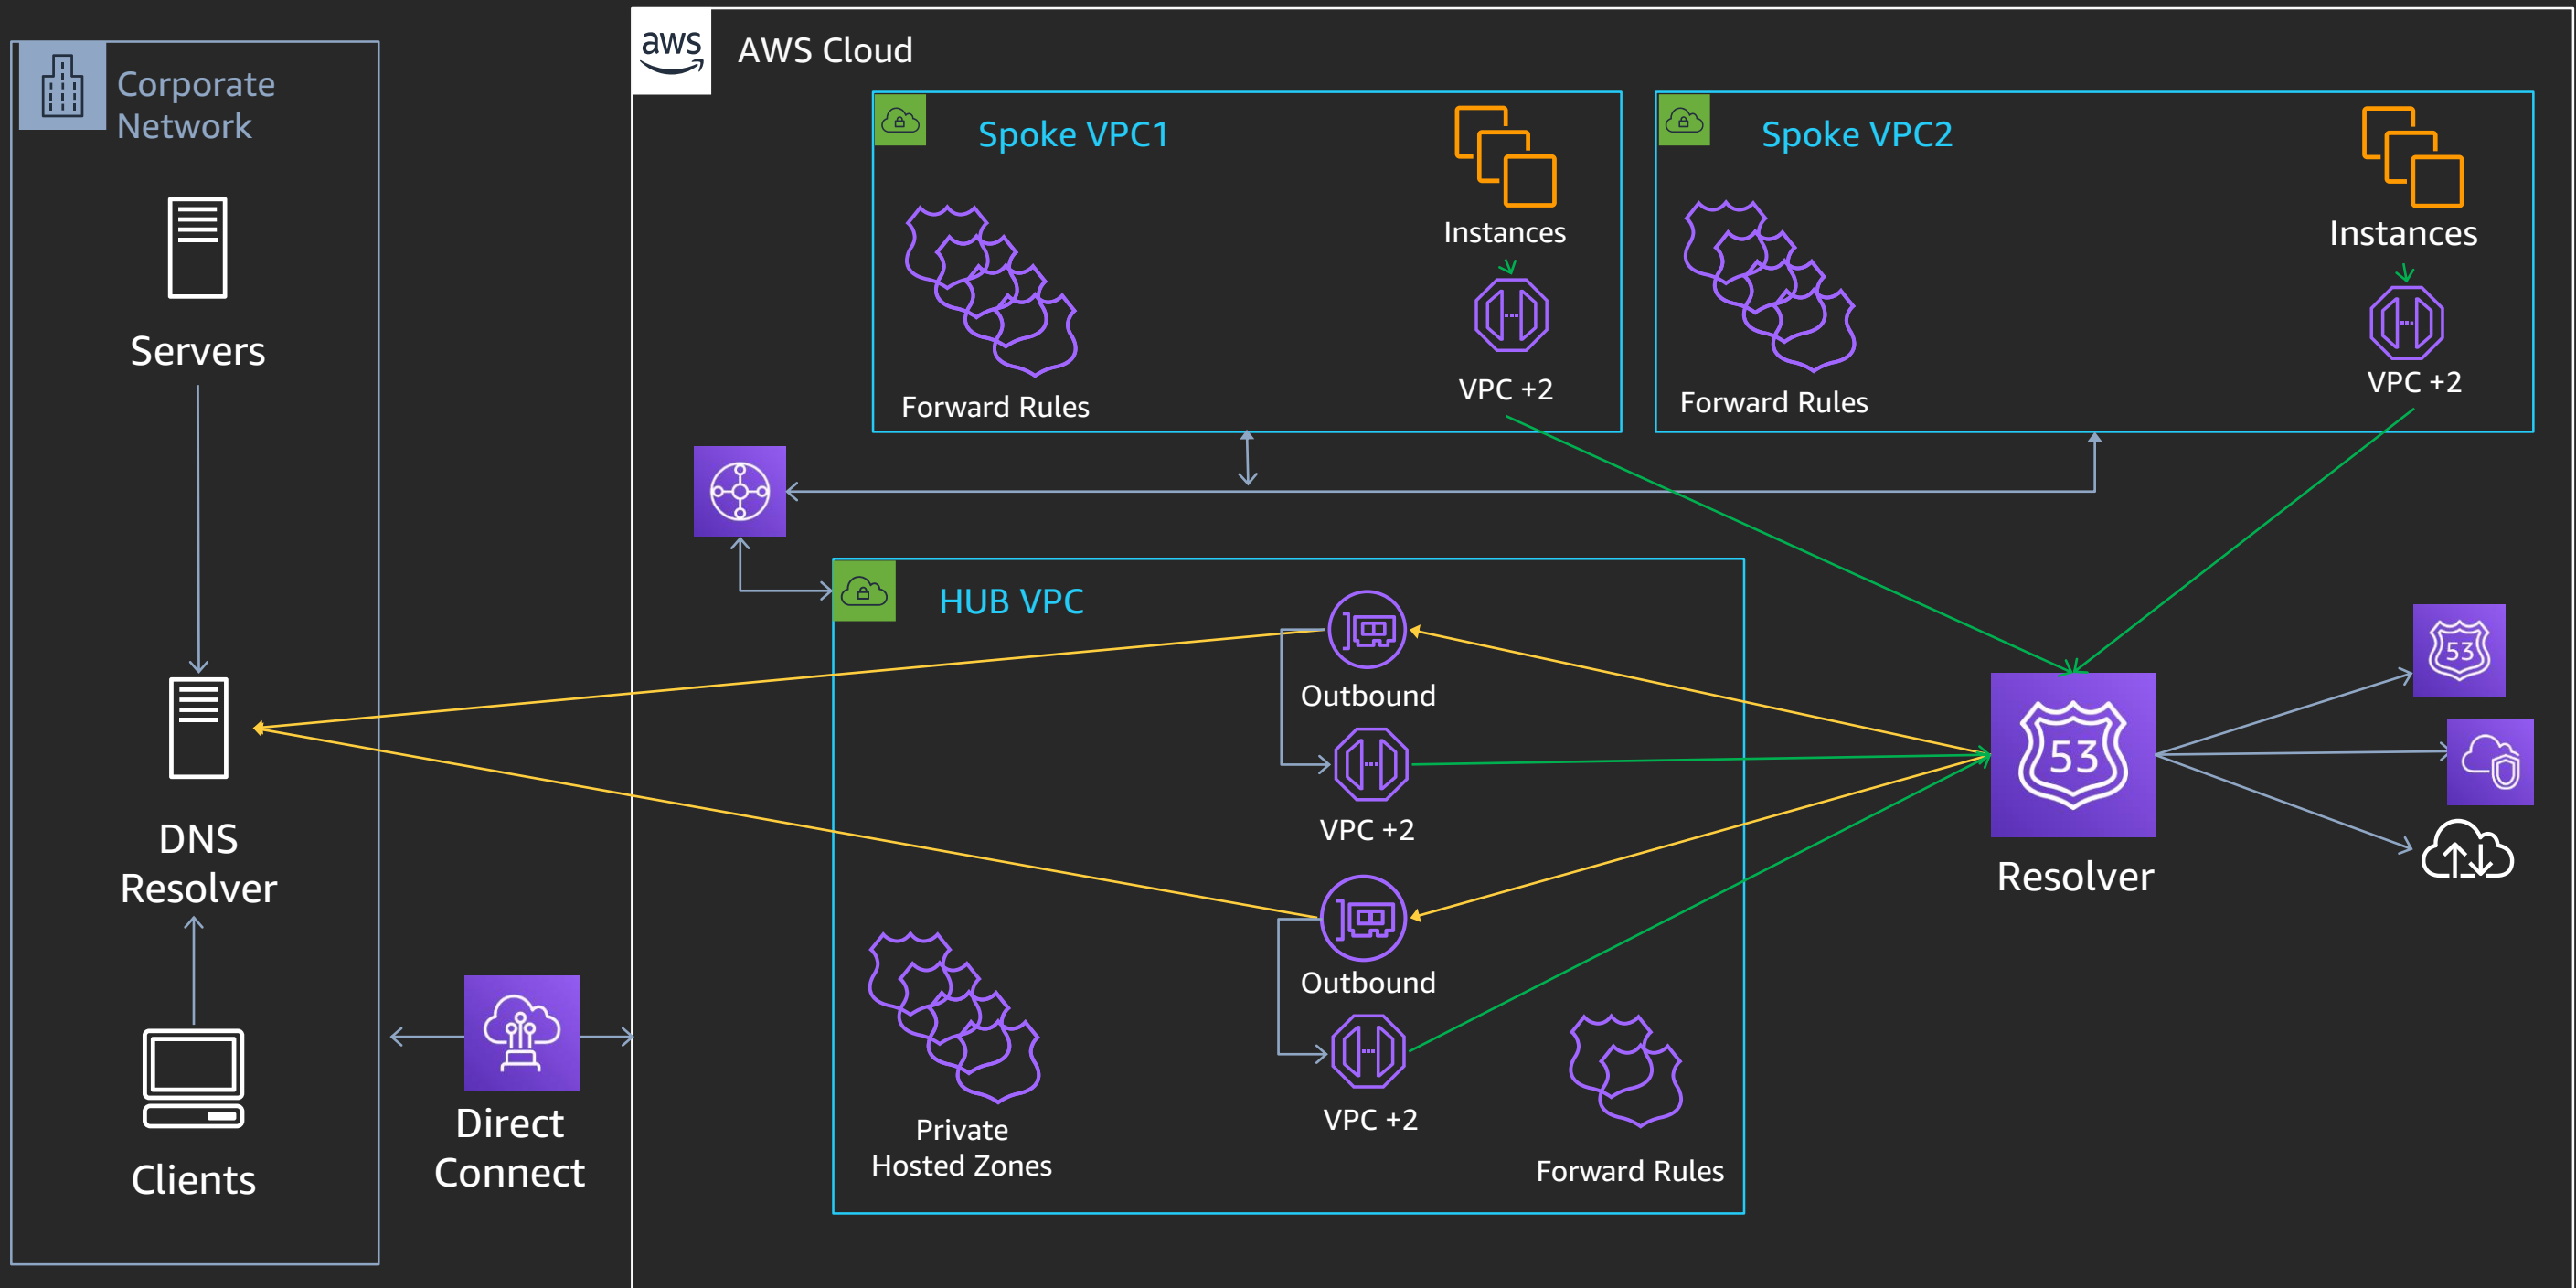 Corporate
Network
Servers
DNS
Resolver
Clients
Direct
Connect
aws
AWS Cloud
Spoke VPC1
Instances
VPC +2
Forward Rules
Spoke VPC2
Instances
VPC +2
Forward Rules
HUB VPC
Outbound
VPC +2
Outbound
VPC +2
Private
Hosted Zones
Forward Rules
53
Resolver
53